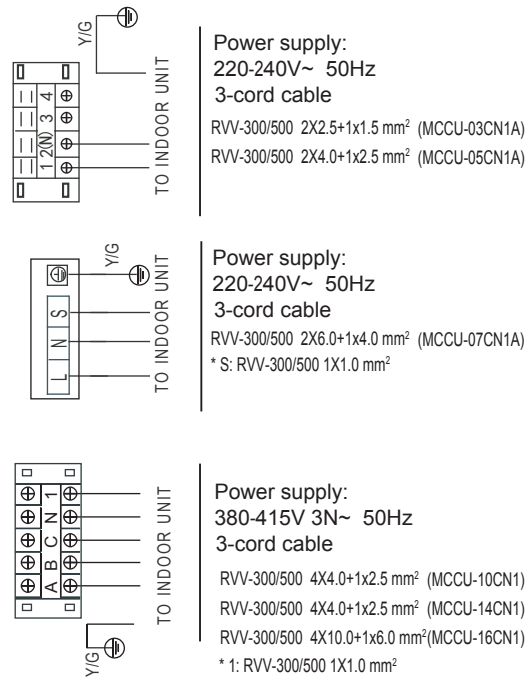 Y/G
1 2(N) 3 4
TO INDOOR UNIT
Power supply:
220-240V~ 50Hz
3-cord cable
RVV-300/500 2X2.5+1x1.5 mm² (MCCU-03CN1A)
RVV-300/500 2X4.0+1x2.5 mm² (MCCU-05CN1A)
Y/G
L N S
TO INDOOR UNIT
Power supply:
220-240V~ 50Hz
3-cord cable
RVV-300/500 2X6.0+1x4.0 mm² (MCCU-07CN1A)
* S: RVV-300/500 1X1.0 mm²
A B C N 1
TO INDOOR UNIT
Y/G
Power supply:
380-415V 3N~ 50Hz
3-cord cable
RVV-300/500 4X4.0+1x2.5 mm² (MCCU-10CN1)
RVV-300/500 4X4.0+1x2.5 mm² (MCCU-14CN1)
RVV-300/500 4X10.0+1x6.0 mm²(MCCU-16CN1)
* 1: RVV-300/500 1X1.0 mm²